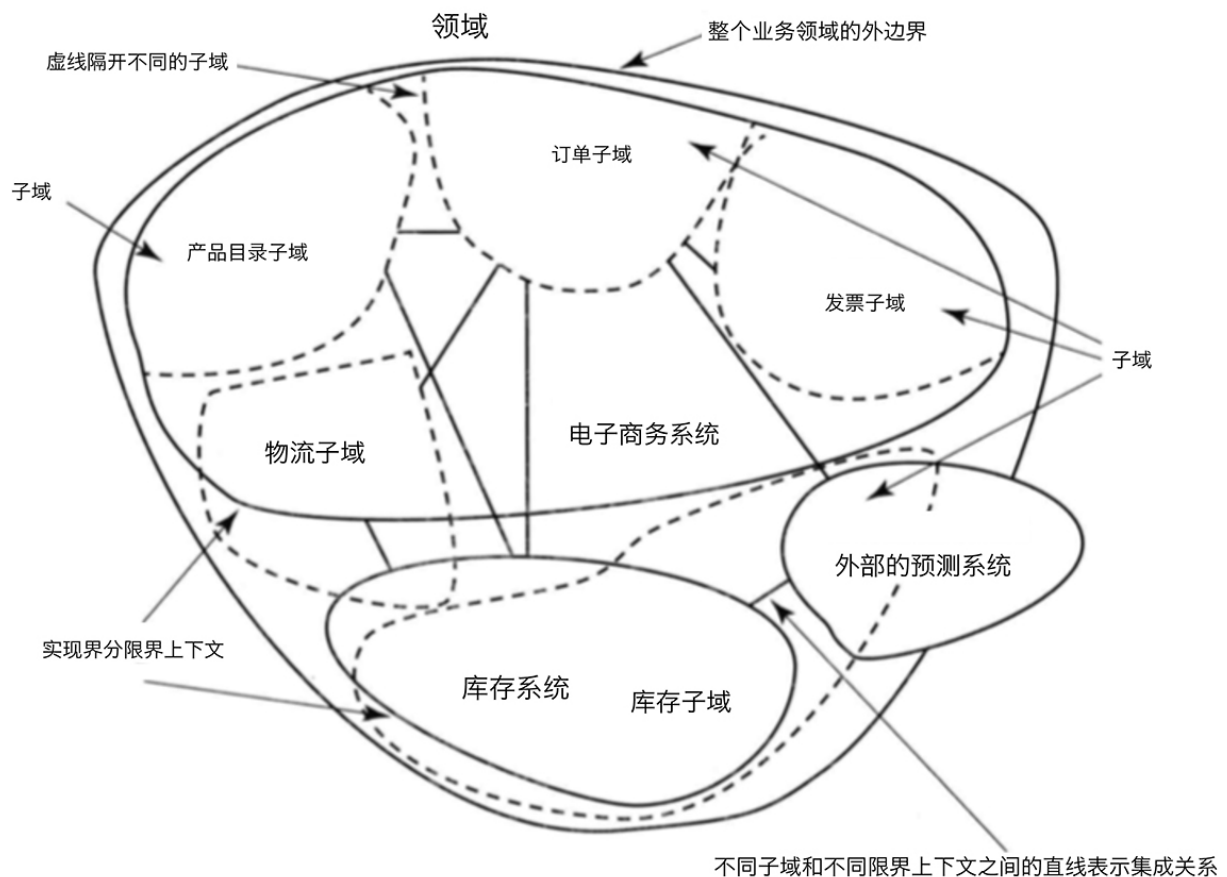 领域
整个业务领域的外边界
虚线隔开不同的子域
订单子域
子域
产品目录子域
发票子域
子域
电子商务系统
物流子域
外部的预测系统
实现界分限界上下文
库存系统
库存子域
不同子域和不同限界上下文之间的直线表示集成关系